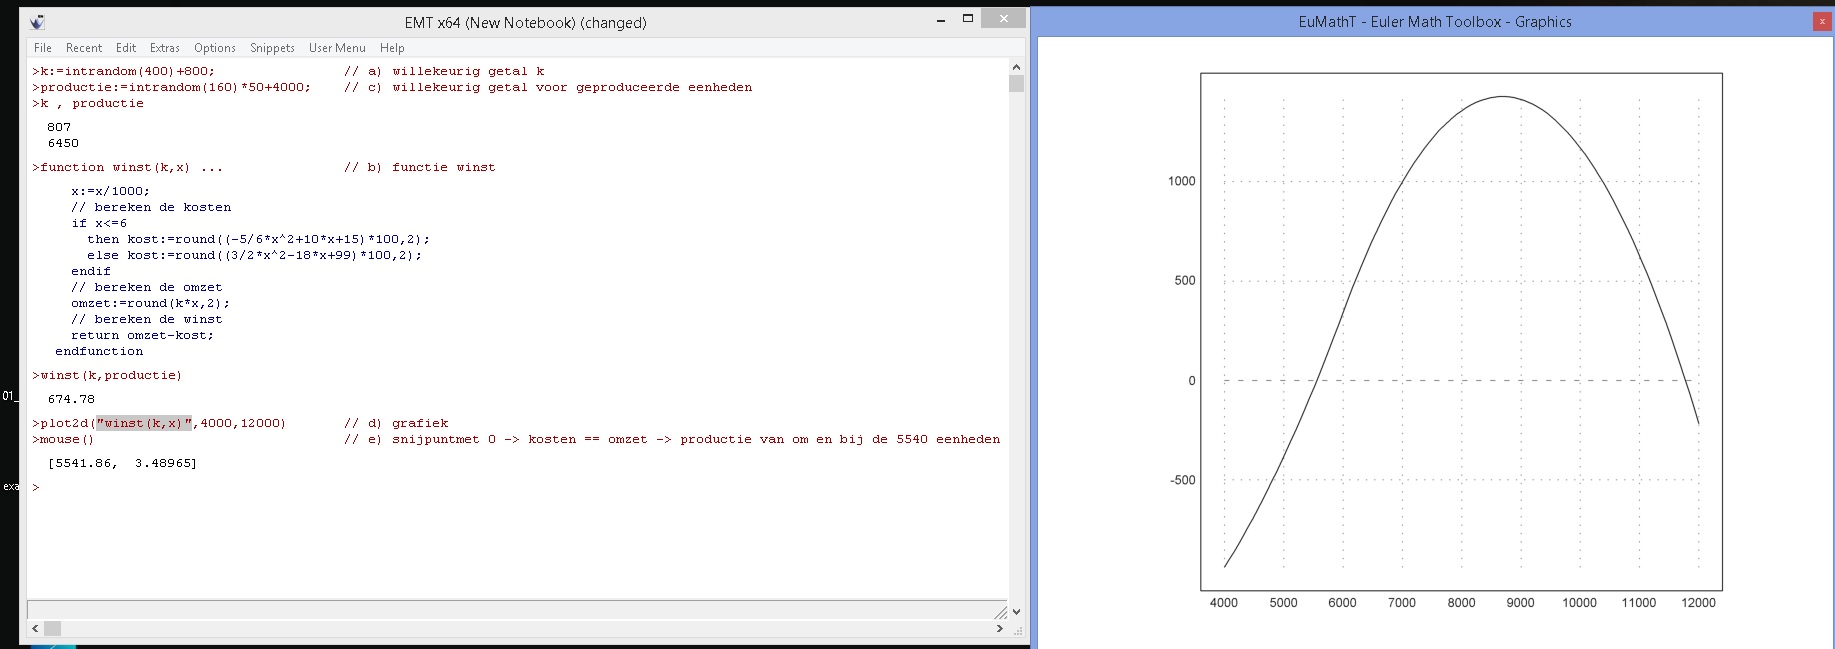 EMT x64 (New Notebook) (changed)
File Recent Edit Extras Options Snippets User Menu Help
>k:=intrandom(400)+800; // a) willekeurig getal k
>productie:=intrandom(160)*50+4000; // c) willekeurig getal voor geproduceerde eenheden
>k , productie
807
6450
>function winst(k,x) ... // b) functie winst
x:=x/1000;
// bereken de kosten
if x<=6
then kost:=round((-5/6*x^2+10*x+15)*100,2);
else kost:=round((3/2*x^2-18*x+99)*100,2);
endif
// bereken de omzet
omzet:=round(k*x,2);
// bereken de winst
return omzet-kost;
endfunction
>winst(k,productie)
674.78
>plot2d("winst(k,x)",4000,12000) // d) grafiek
>mouse() // e) snijpuntmet 0 -> kosten == omzet -> productie van om en bij de 5540 eenheden
[5541.86, 3.48965]
>
01_
exa
EuMathT - Euler Math Toolbox - Graphics
1000
500
0
-500
4000 5000 6000 7000 8000 9000 10000 11000 12000